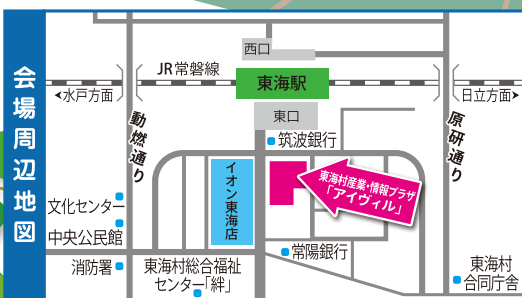 会場周辺地図
西口
JR常磐線
東海駅
<水戸方面
日立方面>
東口
動燃通り
原研通り
筑波銀行
イオン東海店
東海村産業・情報プラザ
「アイヴィル」
文化センター
中央公民館
消防署
東海村総合福祉
センター「絆」
常陽銀行
東海村
合同庁舎